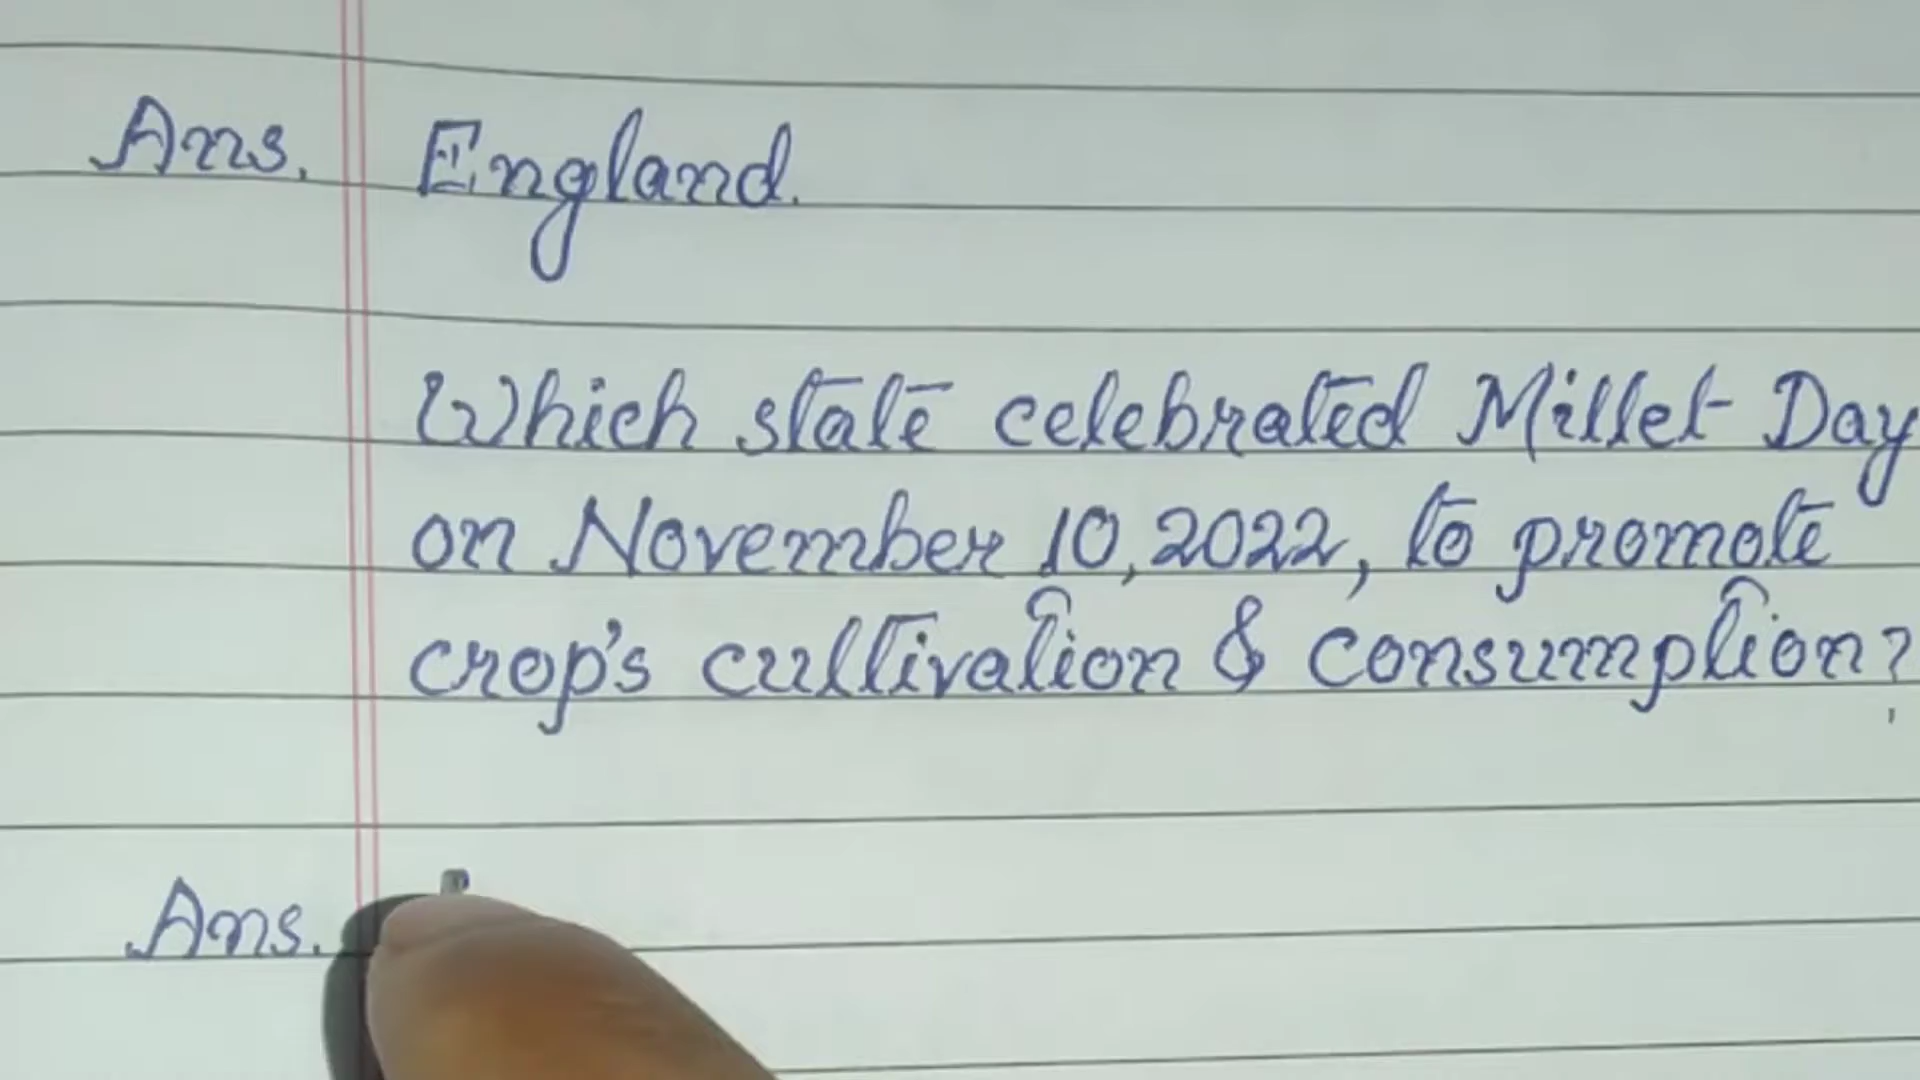 Ans. England.
Which state celebrated Millet Day
on November 10, 2022, to promote
crop's cultivation & consumption?
Ans.